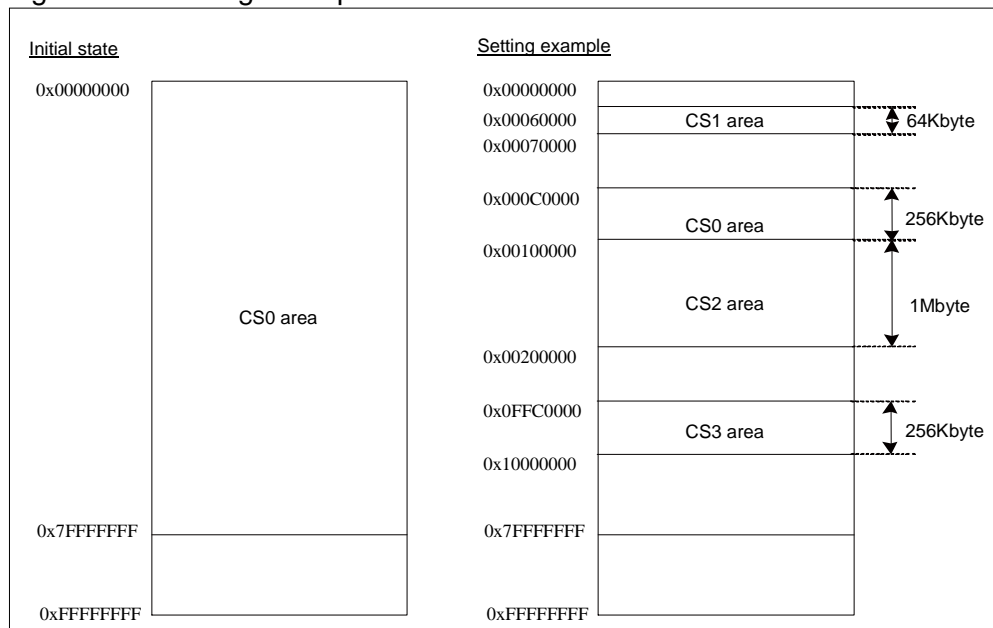 Initial state
0x00000000
CS0 area
0x7FFFFFFF
0xFFFFFFFF
Setting example
0x00000000
0x00060000
CS1 area
64Kbyte
0x00070000
0x000C0000
CS0 area
256Kbyte
0x00100000
CS2 area
1Mbyte
0x00200000
0x0FFC0000
CS3 area
256Kbyte
0x10000000
0x7FFFFFFF
0xFFFFFFFF